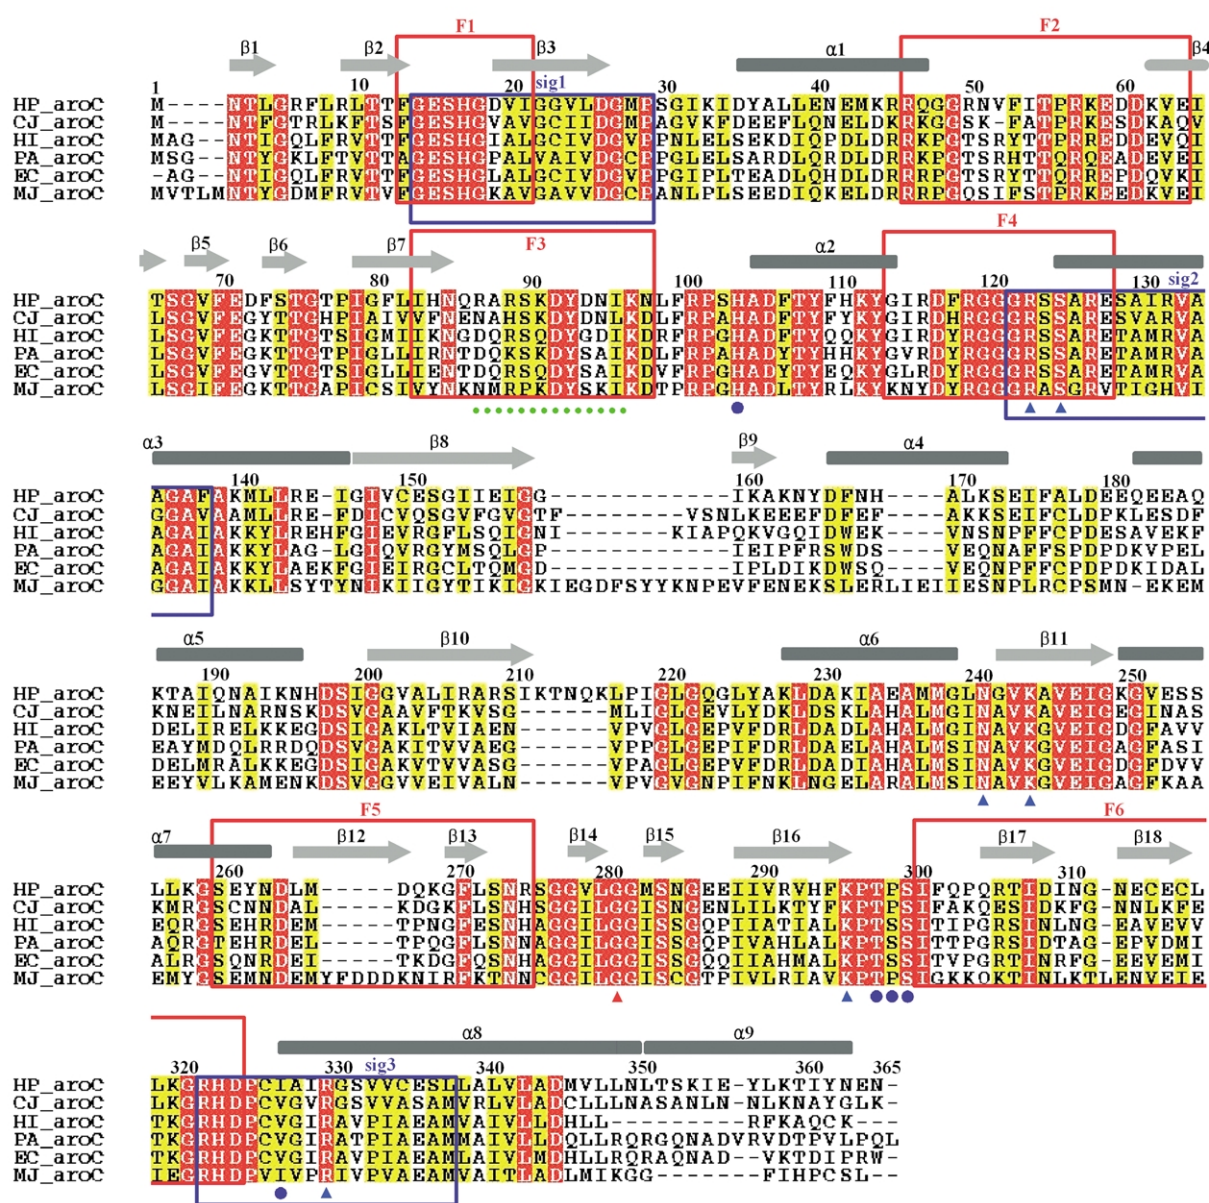 F1 F2
β1 β2 β3 α1 β4
sig1
1 10 20 30 40 50 60
HP_aroC M----NTLGRFLRLTTFGESHGDVIGGVLDGMPSGIKIDYALLENEMKRRQGGRNVFITPRKEDDKVEI
CJ_aroC M----NTFGTRLKFTSFGESHGVAVGCIIDGMPAGVKFDEEFLQNELDKRKGGSK-FATPRKESDKAQV
HI_aroC MAG--NTIGQLFRVTTFGESHGIALGCIVDGVPPNLELSEKDIQPDLDRRKPGTSRYTTPRREDDEVQI
PA_aroC MSG--NTYGKLFTVTTAGESHGPALVAIVDGCPPGLELSARDLQRDLDRRKPGTSRHTTQRQEADEVEI
EC_aroC -AG--NTIGQLFRVTTFGESHGLALGCIVDGVPPGIPLTEADLQHDLDRRRPGTSRYTTQRREPDQVKI
MJ_aroC MVTLMNTIGDMFRVTVFGESHGKAVGAVVDGCPANLPLSEEDIQKELDRRRPGQSIFSTPRKEEDKVEI
β5 β6 β7 F3 α2 F4
70 80 90 100 110 120 130 sig2
HP_aroC TSGVFEDFSTGTPIGFLIHNQRARSKDYDNIKNLFRPSHADFTYFHKYGIRDFRGGGRSSARESAIRVA
CJ_aroC LSGVFEGYTTGHPIAIVVFNENAHSKDYDNLKDLFRPAHADFTYFYKYGIRDHRGGGRSSARESVARVA
HI_aroC LSGVFEGKTTGTSIGMIIKNGDQRSQDYGDIKDRFRPGHADFTYQQKYGIRDYRGGGRSSARETAMRVA
PA_aroC LSGVFEGKTTGTPIGLLIRNTDQKSKDYSAIKDLFRPAHADYTYHHKYGVRDYRGGGRSSARETAMRVA
EC_aroC LSGVFEGVTTGTSIGLLIENTDQRSQDYSAIKDVFRPGHADYTYEQKYGLRDYRGGGRSSARETAMRVA
MJ_aroC LSGIFEGKTTGAPICSIVYNKNMRPKDYSKIKDTPRPGHADLTYRLKYKNYDYRGGGRASGRVTIGHVI
α3 β8 β9 α4
140 150 160 170 180
HP_aroC AGAFAKMLLRE-IGIVCESGIIEIGG------------IKAKNYDFNH-----ALKSEIFALDEEQEEAQ
CJ_aroC GGAVAAMLLRE-FDICVQSGVFGVGTF---------VSNLKEEEFDFEF-----AKKSEIFCLDPKLESDF
HI_aroC AGAIAKKYLREHFGIEVRGFLSQIGNI-------KIAPQKVGQIDWEK-----VNSNPFFCPDESAVEKF
PA_aroC AGAIAKKYLAG-LGIQVRGYMSQLGP------------IEIPFRSWDS-----VEQNAFFSPDPDKVPEL
EC_aroC AGAIAKKYLAEKFGIEIRGCLTQMGD------------IPLDIKDWSQ-----VEQNPFFCPDPDKIDAL
MJ_aroC GGAIAKKLLSYTYNIKIIGYTIKIGKIEGDFSYYKNPEVFENEKSLERLIEIIESNPLRCPSMN-EKEM
α5 β10 α6 β11
190 200 210 220 230 240 250
HP_aroC KTAIQNAIKNHDSIGGVALIRARSIKTNQKLPIGLGQGLYAKLDAKIAEAMMGLNGVKAVEIGKGVESS
CJ_aroC KNEILNARNSKDSVGAAVFTKVSG------MLIGLGEVLYDKLDSKLAHALMGINAVKAVEIGEGINAS
HI_aroC DELIRELKKEGDSIGAKLTVIAEN------VPVGLGEPVFDRLDADLAHALMGINAVKGVEIGDGFAVV
PA_aroC EAYMDQLRRDQDSVGAKITVVAEG------VPPGLGEPIFDRLDAELAHALMSINAVKGVEIGAGFASI
EC_aroC DELMRALKKEGDSIGAKVTVVASG------VPAGLGEPVFDRLDADIAHALMSINAVKGVEIGDGFDVV
MJ_aroC EEYVLKAMENKDSVGGVVEIVALN------VPVGVGNPIFNKLNGELARALMSINAVKGVEIGAGFKAA
α7 F5 β12 β13 β14 β15 β16 F6 β17 β18
260 270 280 290 300 310
HP_aroC LLKGSEYNDLM-----DQKGFLSNRSGGVLGGMSNGEEIIVRVHFKPTPSIFQPQRTIDING-NECECL
CJ_aroC KMRGSCNNDAL-----KDGKFLSNHSGGILGGISNGENLILKTYFKPTPSIFAKQESIDKFG-NNLKFE
HI_aroC EQRGSEHRDEM-----TPNGFESNHAGGILGGISSGQPIIATIALKPTSSITIPGRSINLNG-EAVEVV
PA_aroC AQRGTEHRDEL-----TPQGFLSNNAGGILGGISSGQPIVAHLALKPTSSITTPGRSIDTAG-EPVDMI
EC_aroC ALRGSQNRDEI-----TKDGFQSNHAGGILGGISSGQQIIAHMALKPTSSITVPGRTINRFG-EEVEMI
MJ_aroC EMYGSEMNDEMYFDDDKNIRFKTNNCGGILGGISCGTPIVLRIAVKPTPSIGKKQKTINLKTLENVEIE
α8 α9
320 330 sig3 340 350 360 365
HP_aroC LKGRHDPCIAIRGSVVCESLLALVLADMVLLNLTSKIE-YLKTIYNEN-
CJ_aroC LKGRHDPCVGVRGSVVASAMVRLVLADCLLLNASANLN-NLKNAYGLK-
HI_aroC TKGRHDPCVGIRAVPIAEAMVAIVLLDHLL--------RFKAQCK----
PA_aroC TKGRHDPCVGIRATPIAEAMMAIVLLDQLLRQRGQNADVRVDTPVLPQL
EC_aroC TKGRHDPCVGIRAVPIAEAMLAIVLMDHLLRQRAQNAD--VKTDIPRW-
MJ_aroC IEGRHDPVIVPRIVPVAEAMVAITLADLMIKGG-------FIHPCSL--